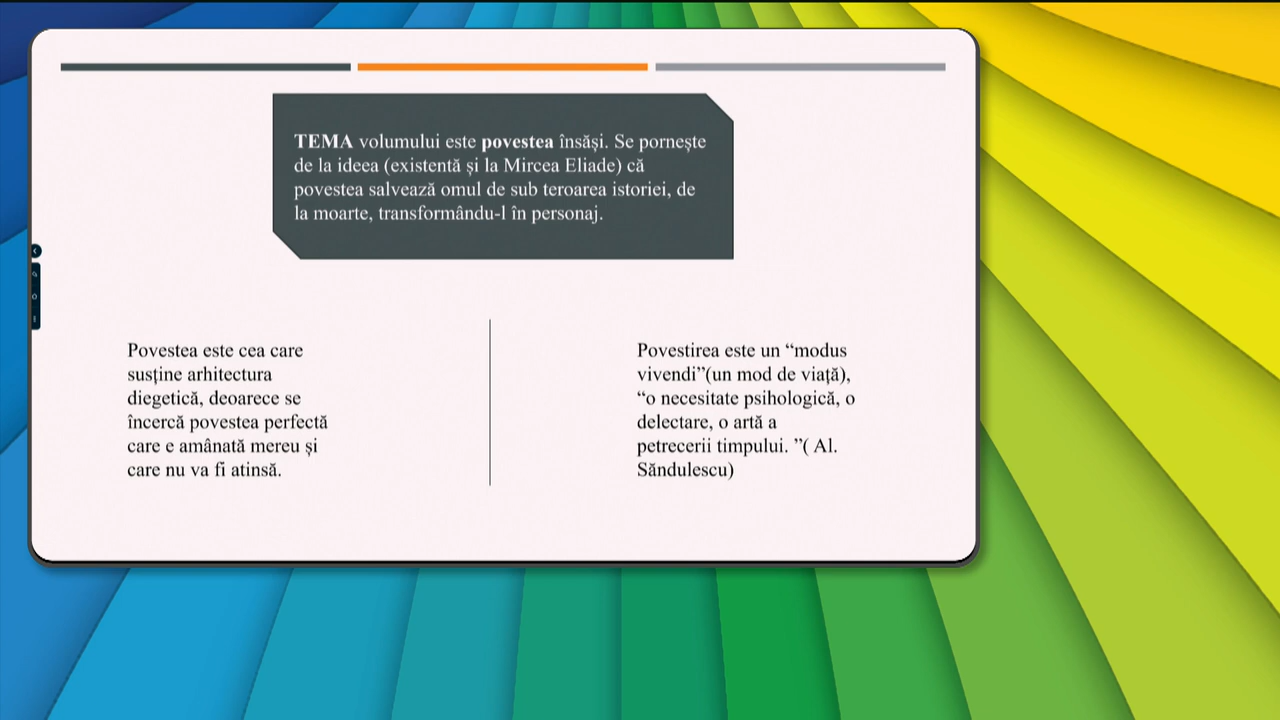 TEMA volumului este povestea însăși. Se pornește
de la ideea (existentă și la Mircea Eliade) că
povestea salvează omul de sub teroarea istoriei, de
la moarte, transformându-l în personaj.
Povestea este cea care
susține arhitectura
diegetică, deoarece se
încercă povestea perfectă
care e amânată mereu și
care nu va fi atinsă.
Povestirea este un “modus
vivendi”(un mod de viață),
“o necesitate psihologică, o
delectare, o artă a
petrecerii timpului. ”( Al.
Săndulescu)